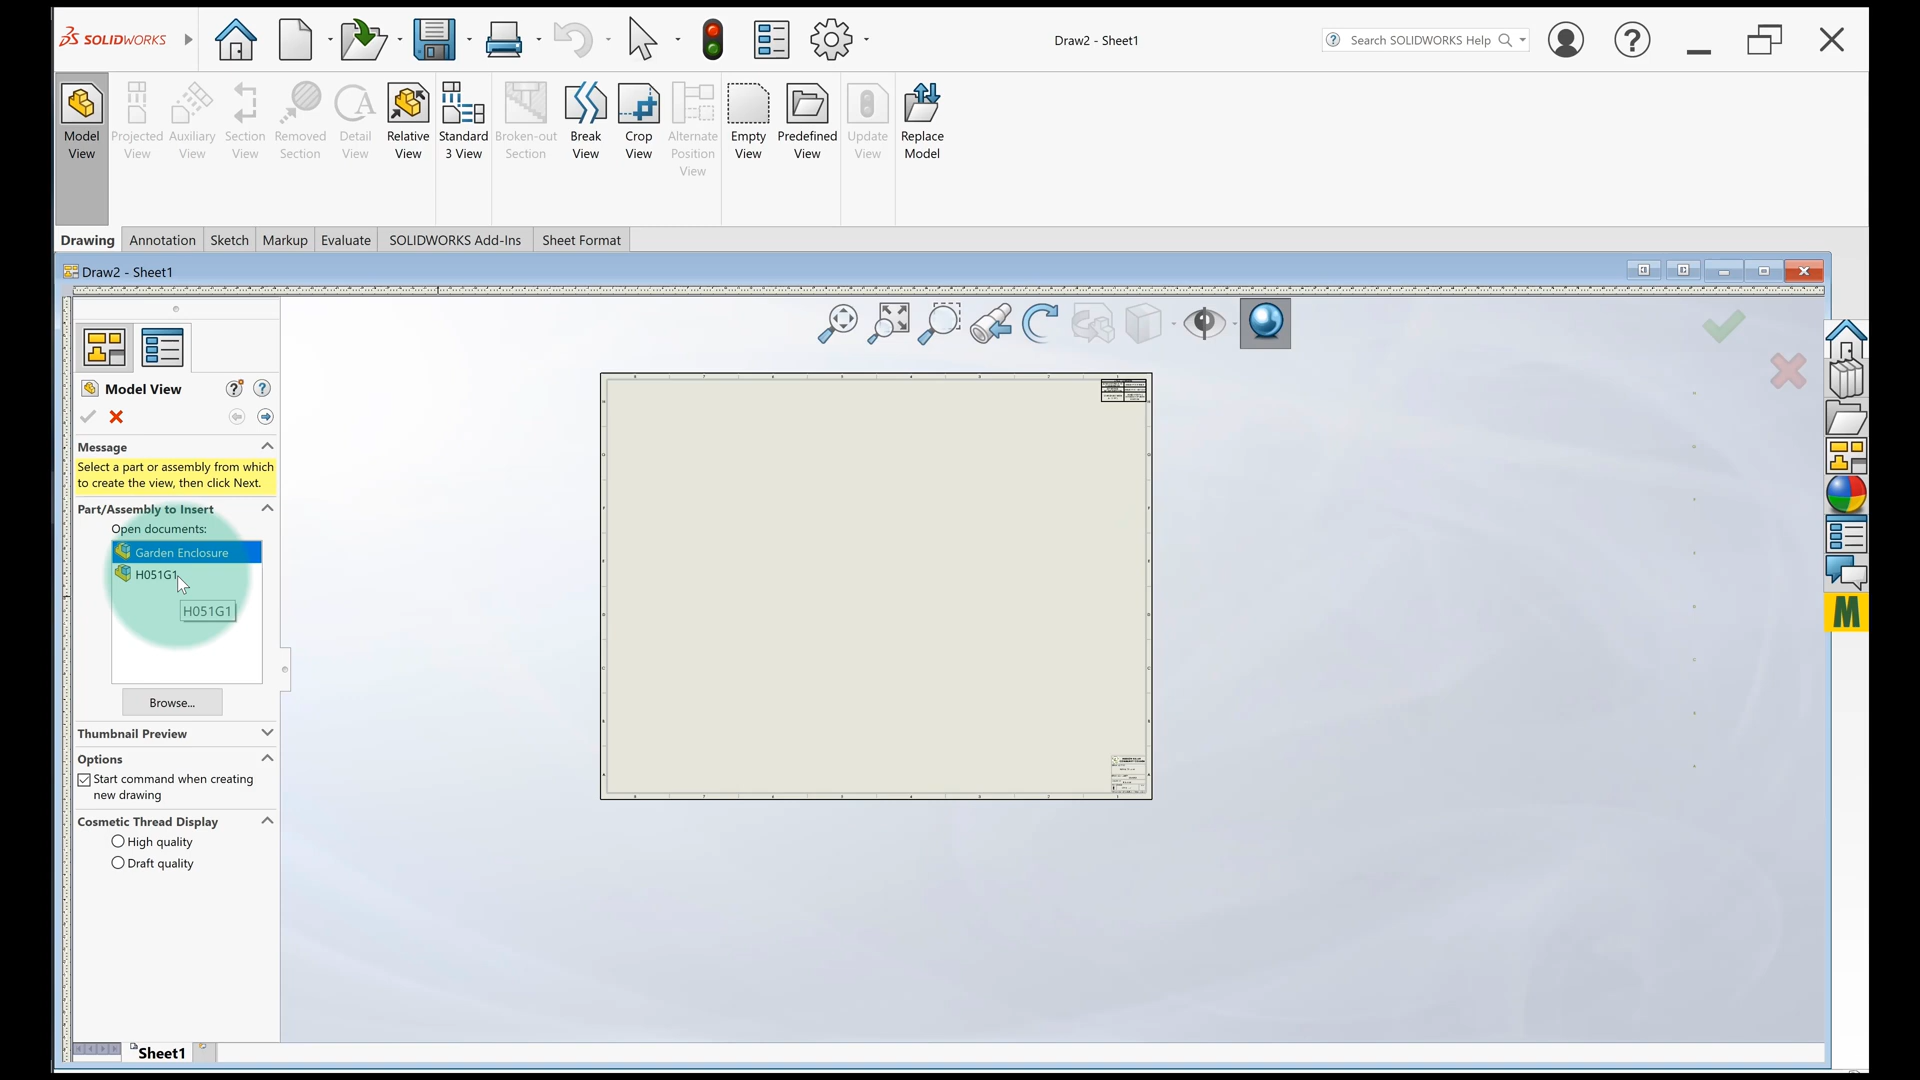 SOLIDWORKS
Draw2 - Sheet1
Search SOLIDWORKS Help
Model View
Projected View
Auxiliary View
Section View
Removed Section
Detail View
Relative View
Standard 3 View
Broken-out Section
Break View
Crop View
Alternate Position View
Empty View
Predefined View
Update View
Replace Model
Drawing
Annotation
Sketch
Markup
Evaluate
SOLIDWORKS Add-Ins
Sheet Format
Draw2 - Sheet1
Model View
Message
Select a part or assembly from which
to create the view, then click Next.
Part/Assembly to Insert
Open documents:
Garden Enclosure
H051G1
H051G1
Browse...
Thumbnail Preview
Options
Start command when creating
new drawing
Cosmetic Thread Display
High quality
Draft quality
Sheet1
M